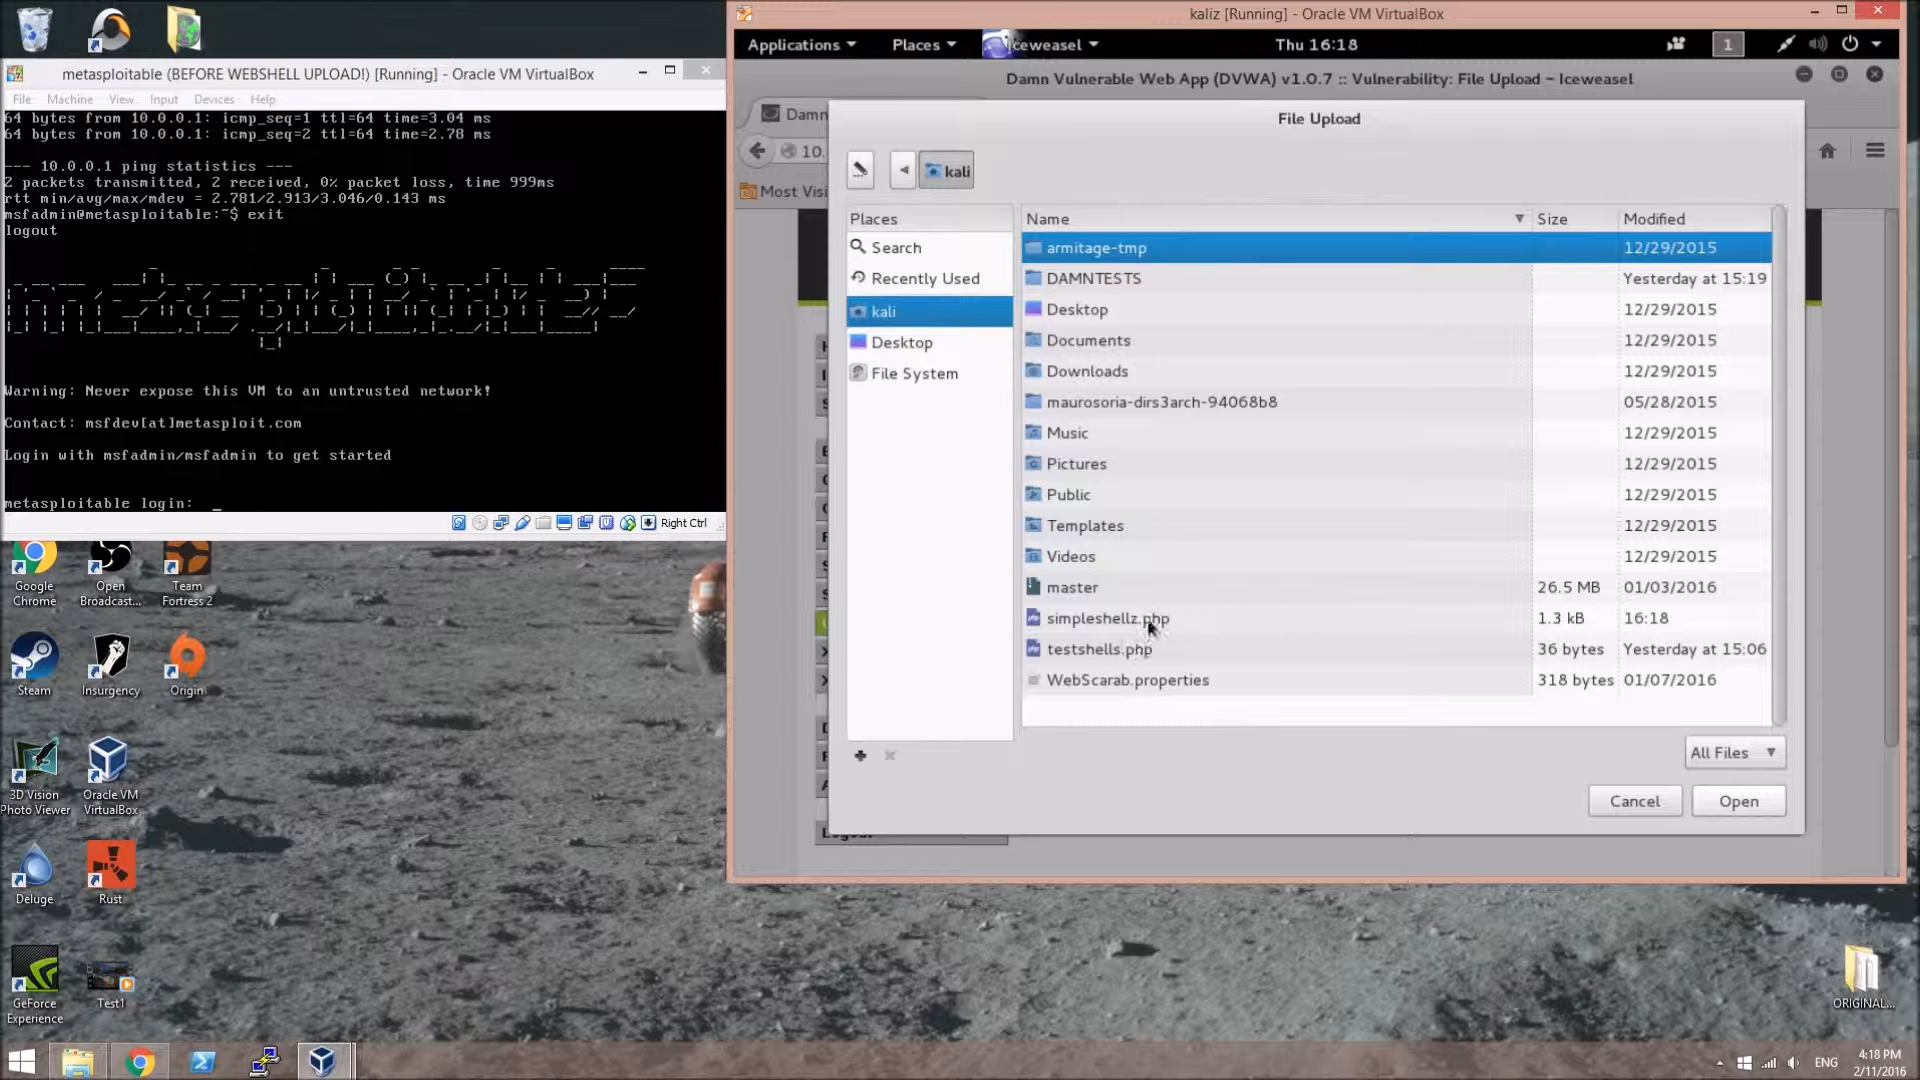 metasploitable (BEFORE WEBSHELL UPLOAD!) [Running] - Oracle VM VirtualBox
File Machine View Input Devices Help
64 bytes from 10.0.0.1: icmp_seq=1 ttl=64 time=3.04 ms
64 bytes from 10.0.0.1: icmp_seq=2 ttl=64 time=2.78 ms
--- 10.0.0.1 ping statistics ---
2 packets transmitted, 2 received, 0% packet loss, time 999ms
rtt min/avg/max/mdev = 2.781/2.913/3.046/0.143 ms
msfadmin@metasploitable:~$ exit
logout
metasploitable
Warning: Never expose this VM to an untrusted network!
Contact: msfdev[at]metasploit.com
Login with msfadmin/msfadmin to get started
metasploitable login: _
Right Ctrl
kaliz [Running] - Oracle VM VirtualBox
Applications Places Iceweasel Thu 16:18 1
Damn Vulnerable Web App (DVWA) v1.0.7 :: Vulnerability: File Upload - Iceweasel
Damn
10.
Most Visi
File Upload
kali
Places
Search
Recently Used
kali
Desktop
File System
Name Size Modified
armitage-tmp 12/29/2015
DAMNTESTS Yesterday at 15:19
Desktop 12/29/2015
Documents 12/29/2015
Downloads 12/29/2015
maurosoria-dirs3arch-94068b8 05/28/2015
Music 12/29/2015
Pictures 12/29/2015
Public 12/29/2015
Templates 12/29/2015
Videos 12/29/2015
master 26.5 MB 01/03/2016
simpleshellz.php 1.3 kB 16:18
testshells.php 36 bytes Yesterday at 15:06
WebScarab.properties 318 bytes 01/07/2016
All Files
Cancel Open
Google Chrome
Open Broadcast...
Team Fortress 2
Steam
Insurgency
Origin
3D Vision Photo Viewer
Oracle VM VirtualBox
Deluge
Rust
GeForce Experience
Test1
ORIGINAL...
ENG
4:18 PM
2/11/2016